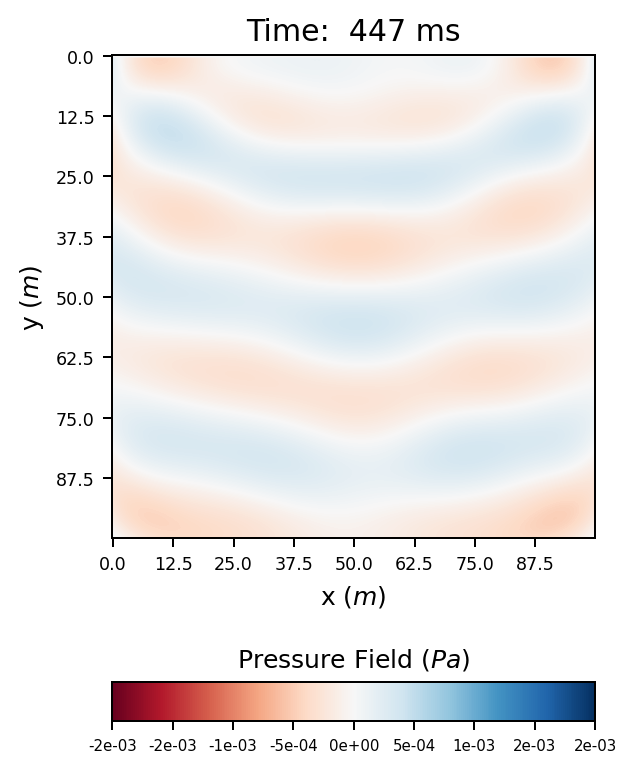 Time:  447 ms
0.0
12.5
25.0
37.5
50.0
62.5
75.0
87.5
y (m)
0.0 12.5 25.0 37.5 50.0 62.5 75.0 87.5
x (m)
Pressure Field (Pa)
-2e-03 -2e-03 -1e-03 -5e-04 0e+00 5e-04 1e-03 2e-03 2e-03